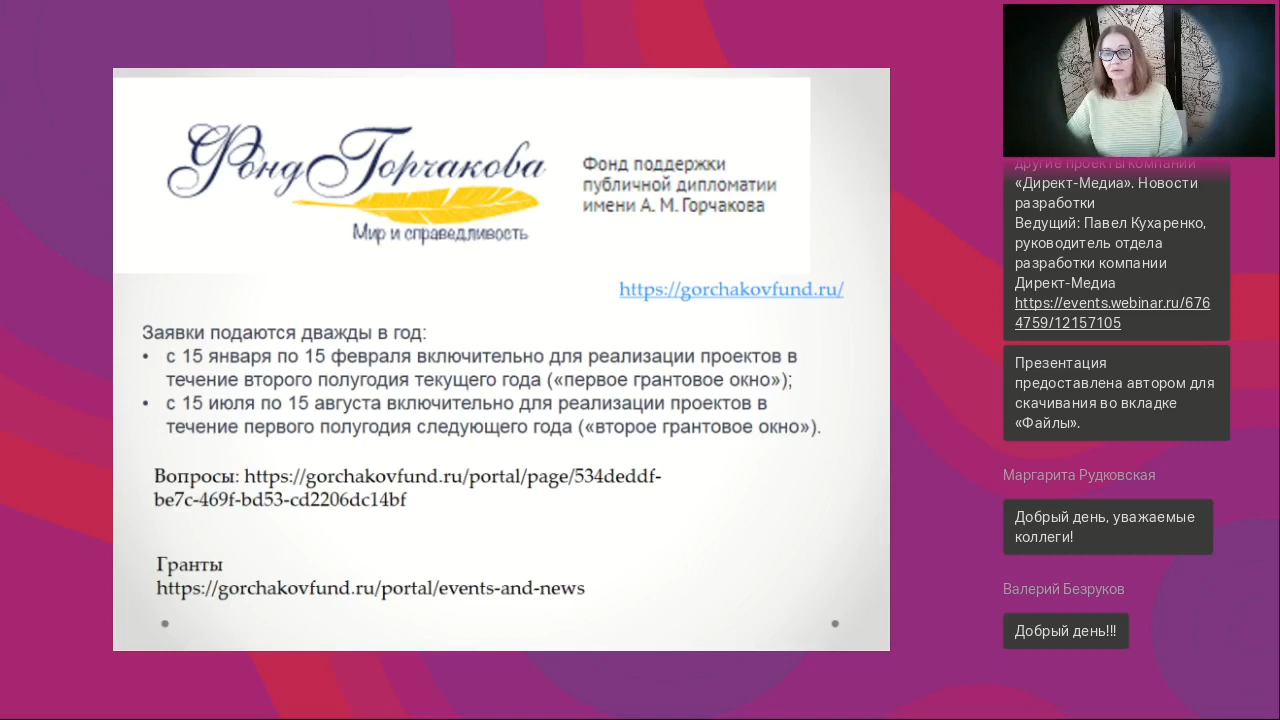 Фонд Горчакова
Мир и справедливость
Фонд поддержки
публичной дипломатии
имени А. М. Горчакова
https://gorchakovfund.ru/
Заявки подаются дважды в год:
• с 15 января по 15 февраля включительно для реализации проектов в
течение второго полугодия текущего года («первое грантовое окно»);
• с 15 июля по 15 августа включительно для реализации проектов в
течение первого полугодия следующего года («второе грантовое окно»).
Вопросы: https://gorchakovfund.ru/portal/page/534deddf-
be7c-469f-bd53-cd2206dc14bf
Гранты
https://gorchakovfund.ru/portal/events-and-news
другие проекты компании
«Директ-Медиа». Новости
разработки
Ведущий: Павел Кухаренко,
руководитель отдела
разработки компании
Директ-Медиа
https://events.webinar.ru/676
4759/12157105
Презентация
предоставлена автором для
скачивания во вкладке
«Файлы».
Маргарита Рудковская
Добрый день, уважаемые
коллеги!
Валерий Безруков
Добрый день!!!